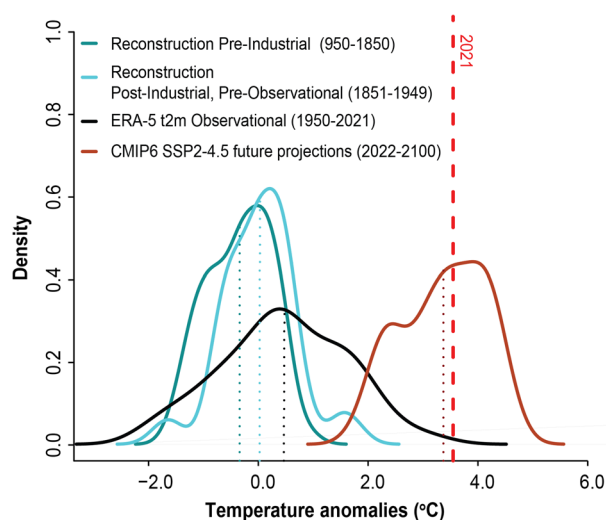 1.0
0.8
0.6
0.4
0.2
0.0
Density
Reconstruction Pre-Industrial (950-1850)
Reconstruction
Post-Industrial, Pre-Observational (1851-1949)
ERA-5 t2m Observational (1950-2021)
CMIP6 SSP2-4.5 future projections (2022-2100)
2021
−2.0 0.0 2.0 4.0 6.0
Temperature anomalies (°C)